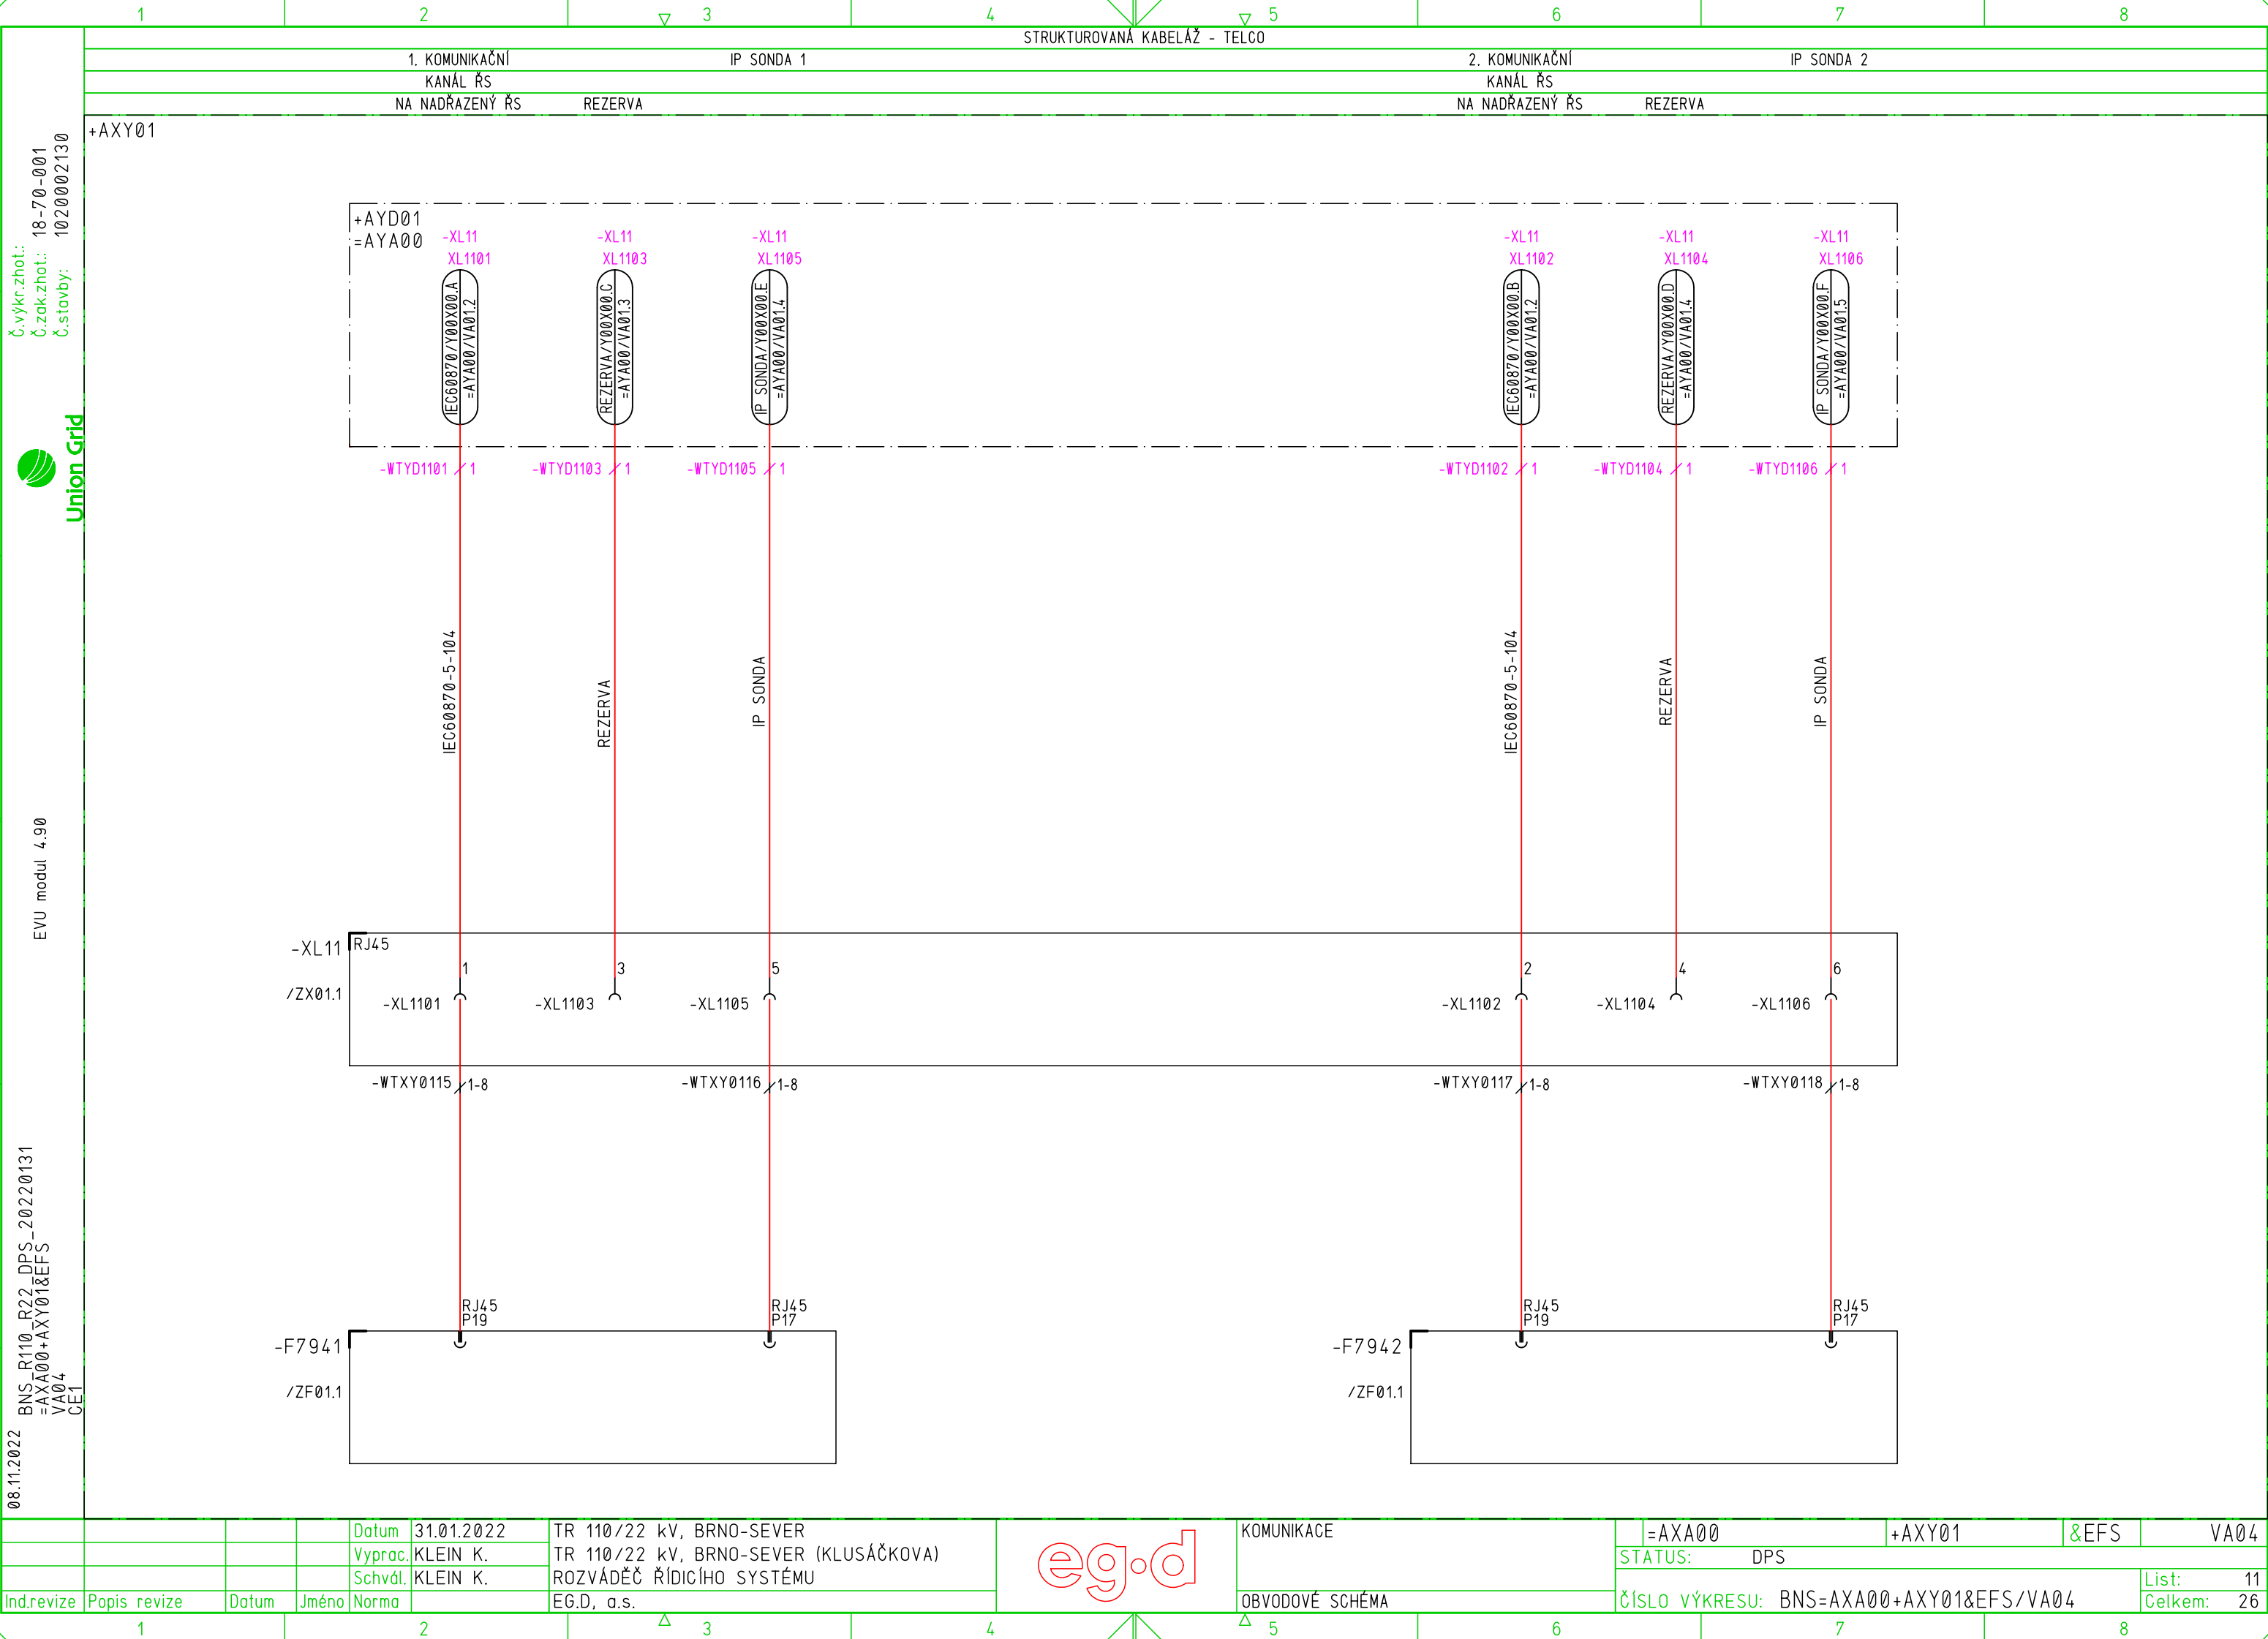 1 2 3 4 5 6 7 8
STRUKTUROVANÁ KABELÁŽ - TELCO
1. KOMUNIKAČNÍ IP SONDA 1 2. KOMUNIKAČNÍ IP SONDA 2
KANÁL ŘS KANÁL ŘS
NA NADŘAZENÝ ŘS REZERVA NA NADŘAZENÝ ŘS REZERVA
+AXY01
Č.výkr.zhot.:
Č.zak.zhot.: 18-70-001
Č.stavby: 1020002130
Union Grid
EVU modul 4.90
BNS_R110_R22_DPS_20220131
=AXA00+AXY01&EFS
VA04
CE1
08.11.2022
+AYD01
=AYA00
-XL11 -XL11 -XL11 -XL11 -XL11 -XL11
XL1101 XL1103 XL1105 XL1102 XL1104 XL1106
IEC60870/Y00X00.A
=AYA00/VA01.2
REZERVA/Y00X00.C
=AYA00/VA01.3
IP SONDA/Y00X00.E
=AYA00/VA01.4
IEC60870/Y00X00.B
=AYA00/VA01.2
REZERVA/Y00X00.D
=AYA00/VA01.4
IP SONDA/Y00X00.F
=AYA00/VA01.5
-WTYD1101 1 -WTYD1103 1 -WTYD1105 1 -WTYD1102 1 -WTYD1104 1 -WTYD1106 1
IEC60870-5-104
REZERVA
IP SONDA
IEC60870-5-104
REZERVA
IP SONDA
-XL11 RJ45
/ZX01.1
1 3 5 2 4 6
-XL1101 -XL1103 -XL1105 -XL1102 -XL1104 -XL1106
-WTXY0115 1-8 -WTXY0116 1-8 -WTXY0117 1-8 -WTXY0118 1-8
RJ45 RJ45 RJ45 RJ45
P19 P17 P19 P17
-F7941 -F7942
/ZF01.1 /ZF01.1
Datum 31.01.2022 TR 110/22 kV, BRNO-SEVER
Vyprac. KLEIN K. TR 110/22 kV, BRNO-SEVER (KLUSÁČKOVA)
Schvál. KLEIN K. ROZVÁDĚČ ŘÍDICÍHO SYSTÉMU
Ind.revize Popis revize Datum Jméno Norma EG.D, a.s.
eg·d
KOMUNIKACE
OBVODOVÉ SCHÉMA
=AXA00 +AXY01 &EFS VA04
STATUS: DPS
ČÍSLO VÝKRESU: BNS=AXA00+AXY01&EFS/VA04
List: 11
Celkem: 26
1 2 3 4 5 6 7 8